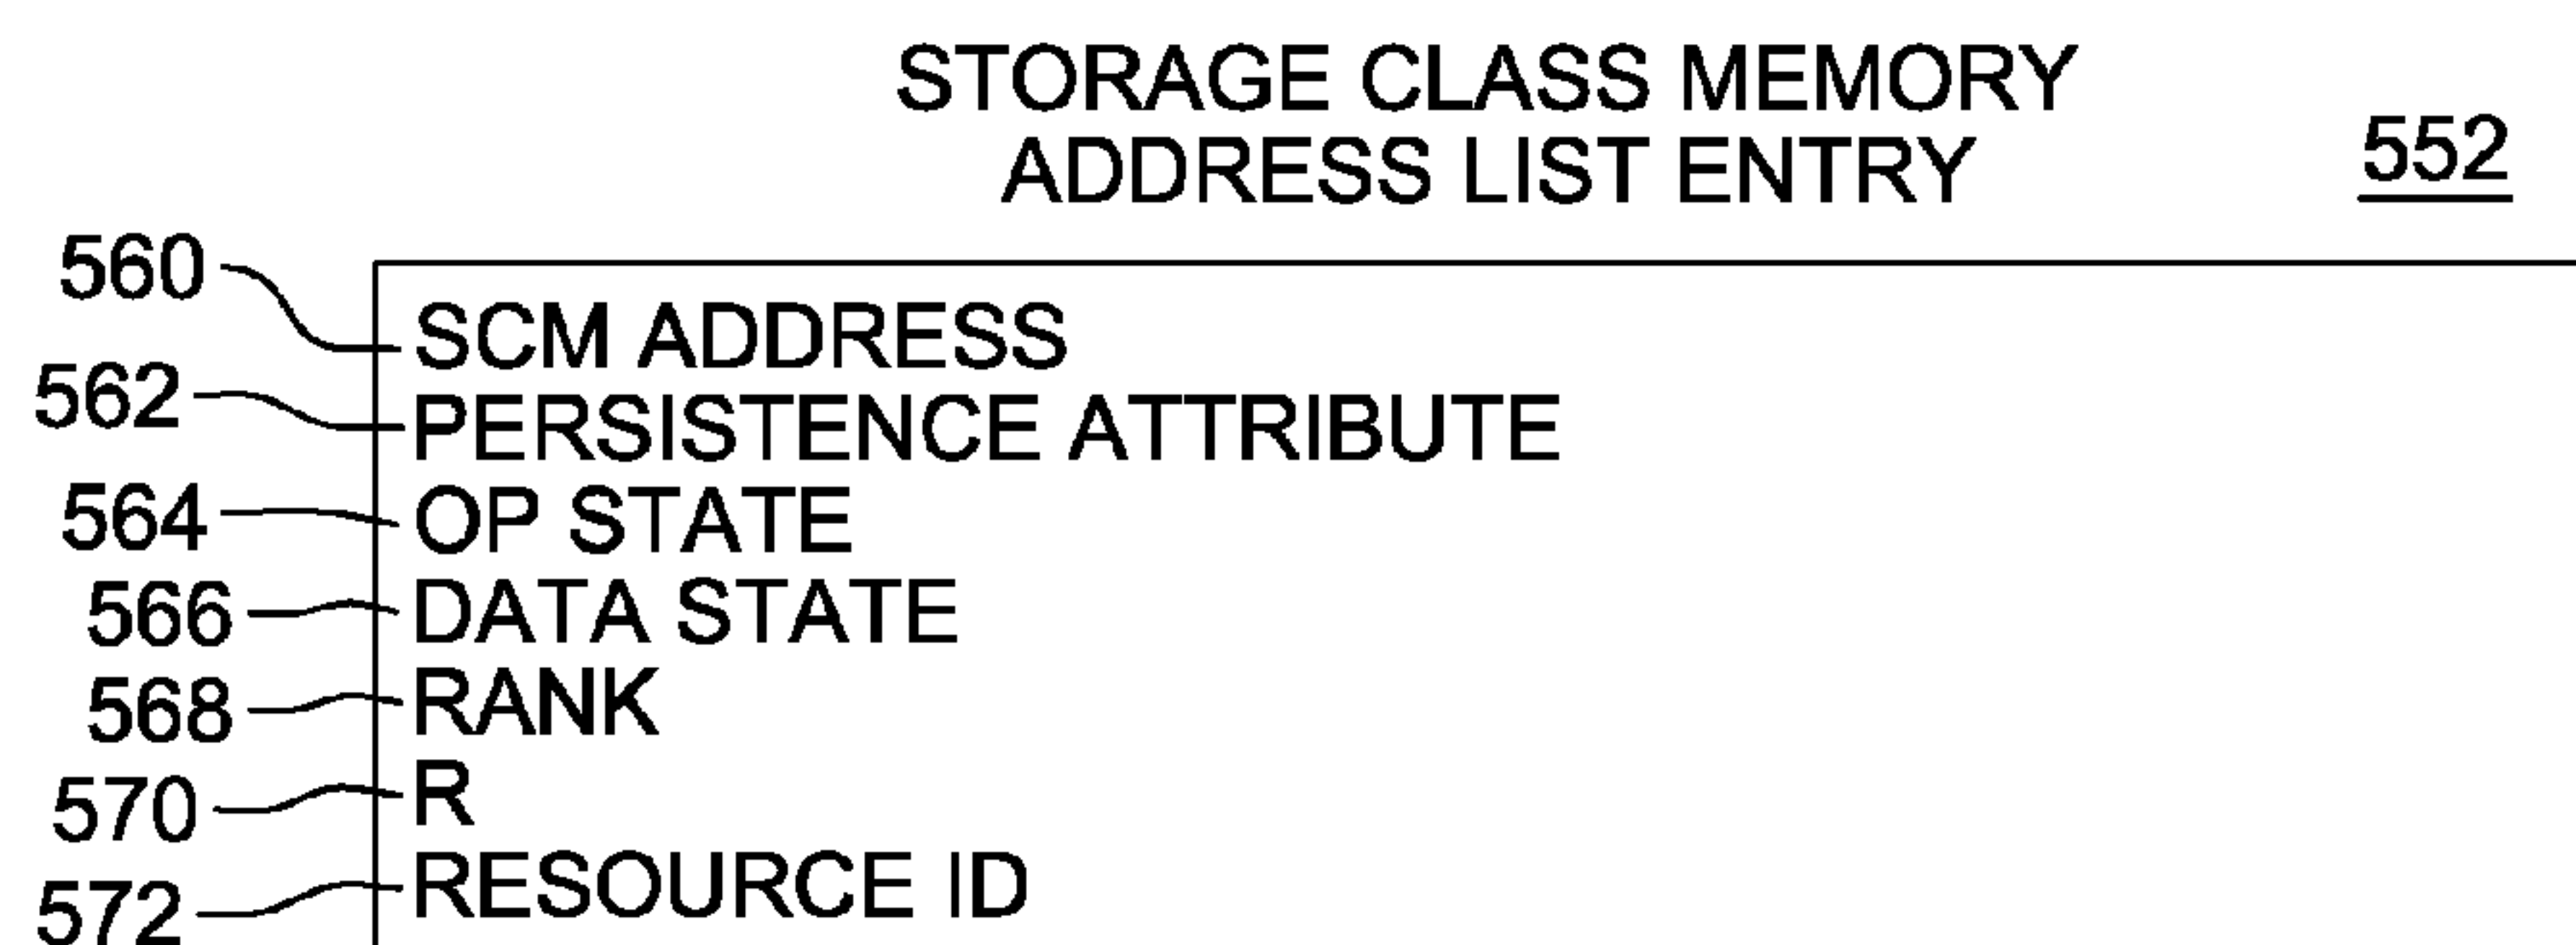 STORAGE CLASS MEMORY
ADDRESS LIST ENTRY
552
560
SCM ADDRESS
562
PERSISTENCE ATTRIBUTE
564
OP STATE
566
DATA STATE
568
RANK
570
R
572
RESOURCE ID